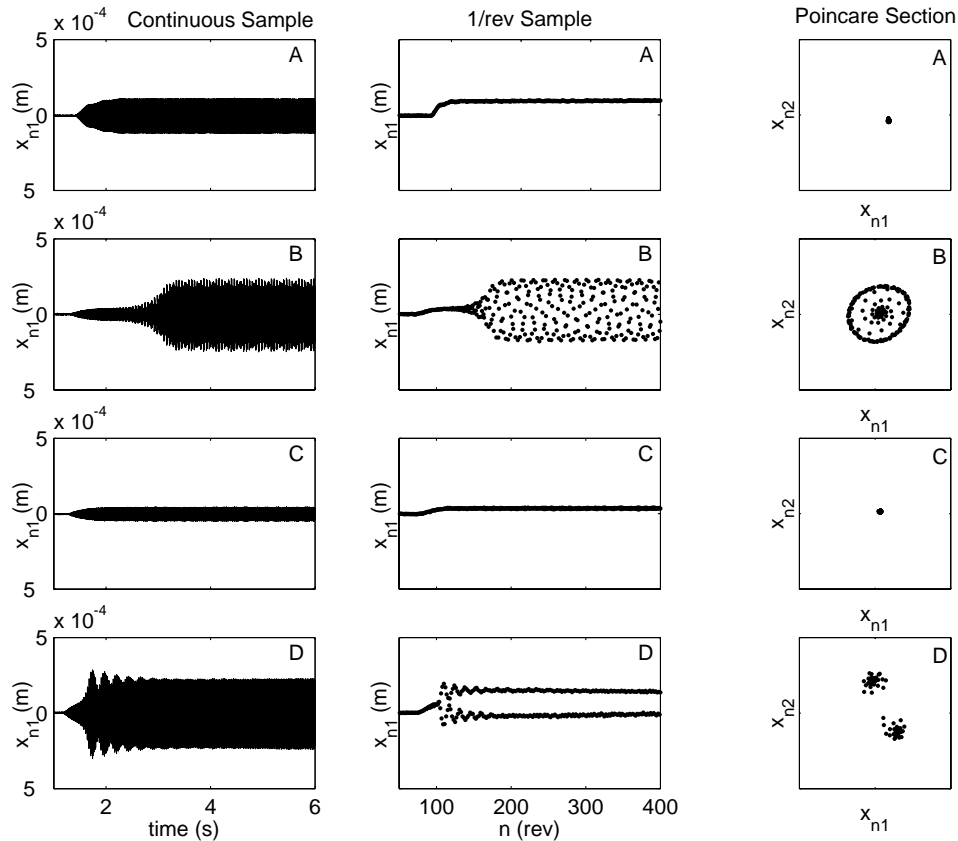 Continuous Sample
1/rev Sample
Poincare Section
x 10-4
5
0
5
x_n1 (m)
A
x_n1 (m)
A
x_n2
x_n1
A
x 10-4
5
0
5
x_n1 (m)
B
x_n1 (m)
B
x_n2
x_n1
B
x 10-4
5
0
5
x_n1 (m)
C
x_n1 (m)
C
x_n2
x_n1
C
x 10-4
5
0
5
x_n1 (m)
D
2 4 6
time (s)
x_n1 (m)
D
100 200 300 400
n (rev)
x_n2
x_n1
D